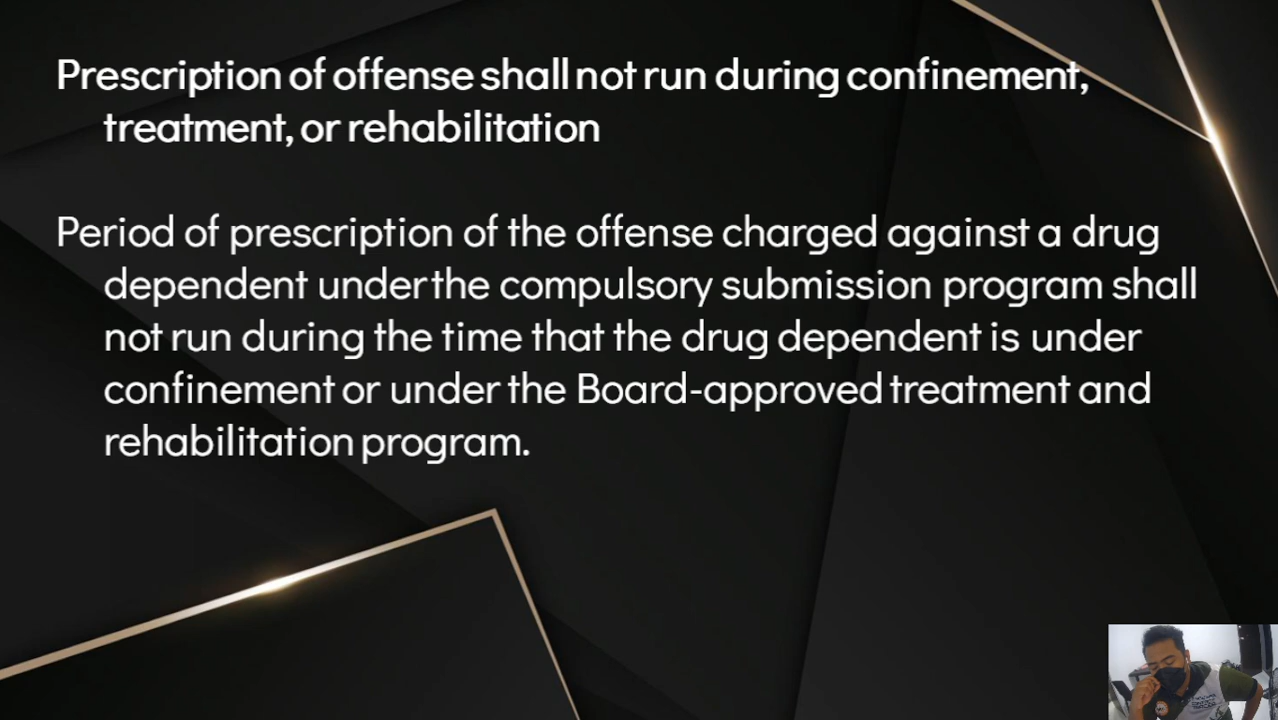 Prescription of offense shall not run during confinement,
treatment, or rehabilitation
Period of prescription of the offense charged against a drug
dependent under the compulsory submission program shall
not run during the time that the drug dependent is under
confinement or under the Board-approved treatment and
rehabilitation program.